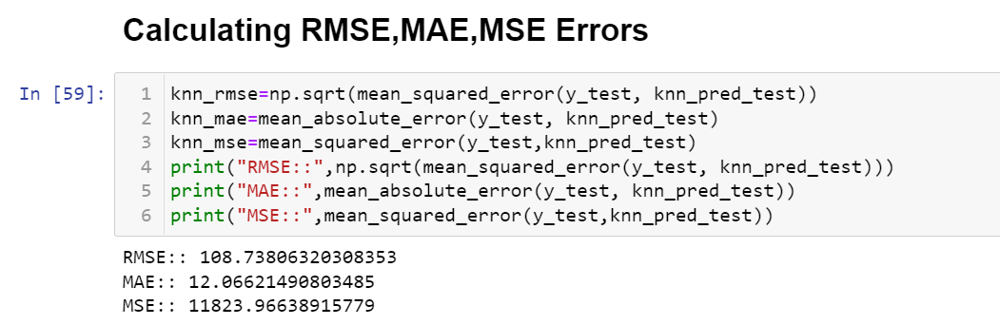 Calculating RMSE,MAE,MSE Errors
In [59]:
1 knn_rmse=np.sqrt(mean_squared_error(y_test, knn_pred_test))
2 knn_mae=mean_absolute_error(y_test, knn_pred_test)
3 knn_mse=mean_squared_error(y_test,knn_pred_test)
4 print("RMSE::",np.sqrt(mean_squared_error(y_test, knn_pred_test)))
5 print("MAE::",mean_absolute_error(y_test, knn_pred_test))
6 print("MSE::",mean_squared_error(y_test,knn_pred_test))
RMSE:: 108.73806320308353
MAE:: 12.06621490803485
MSE:: 11823.96638915779